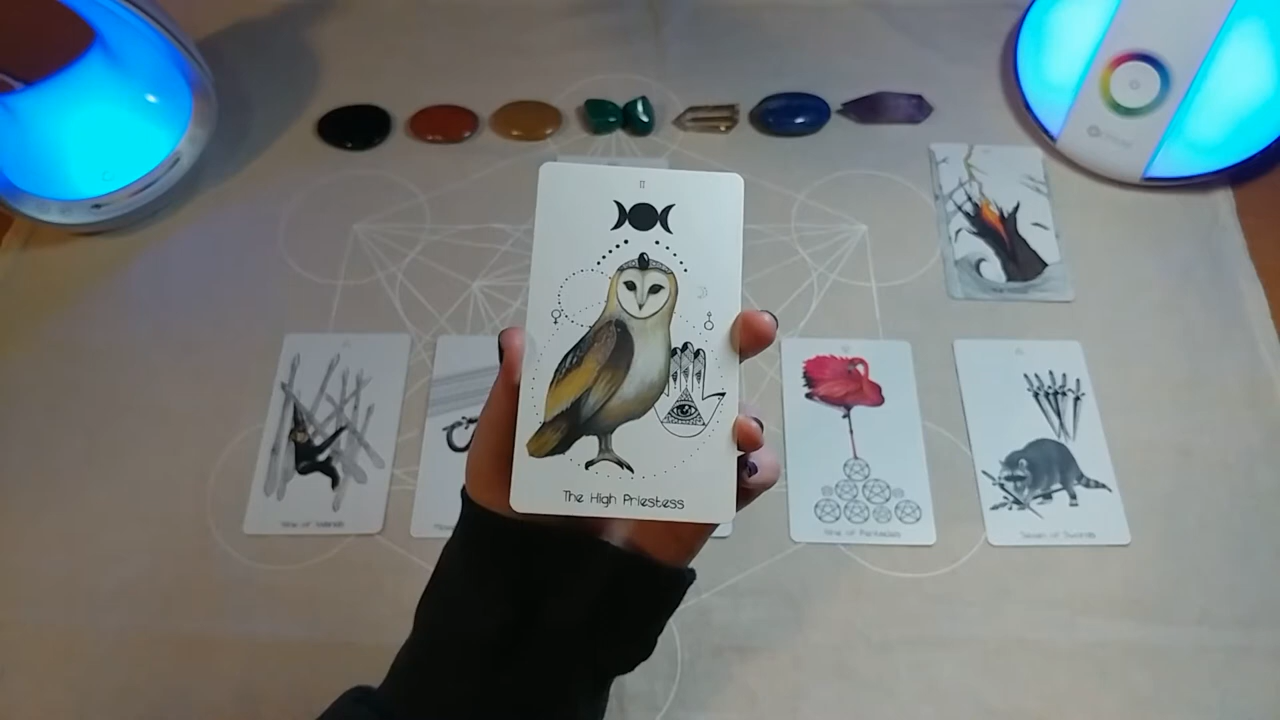 II
The High Priestess
Nine of Wands
Nine of Pentacles
Seven of Swords